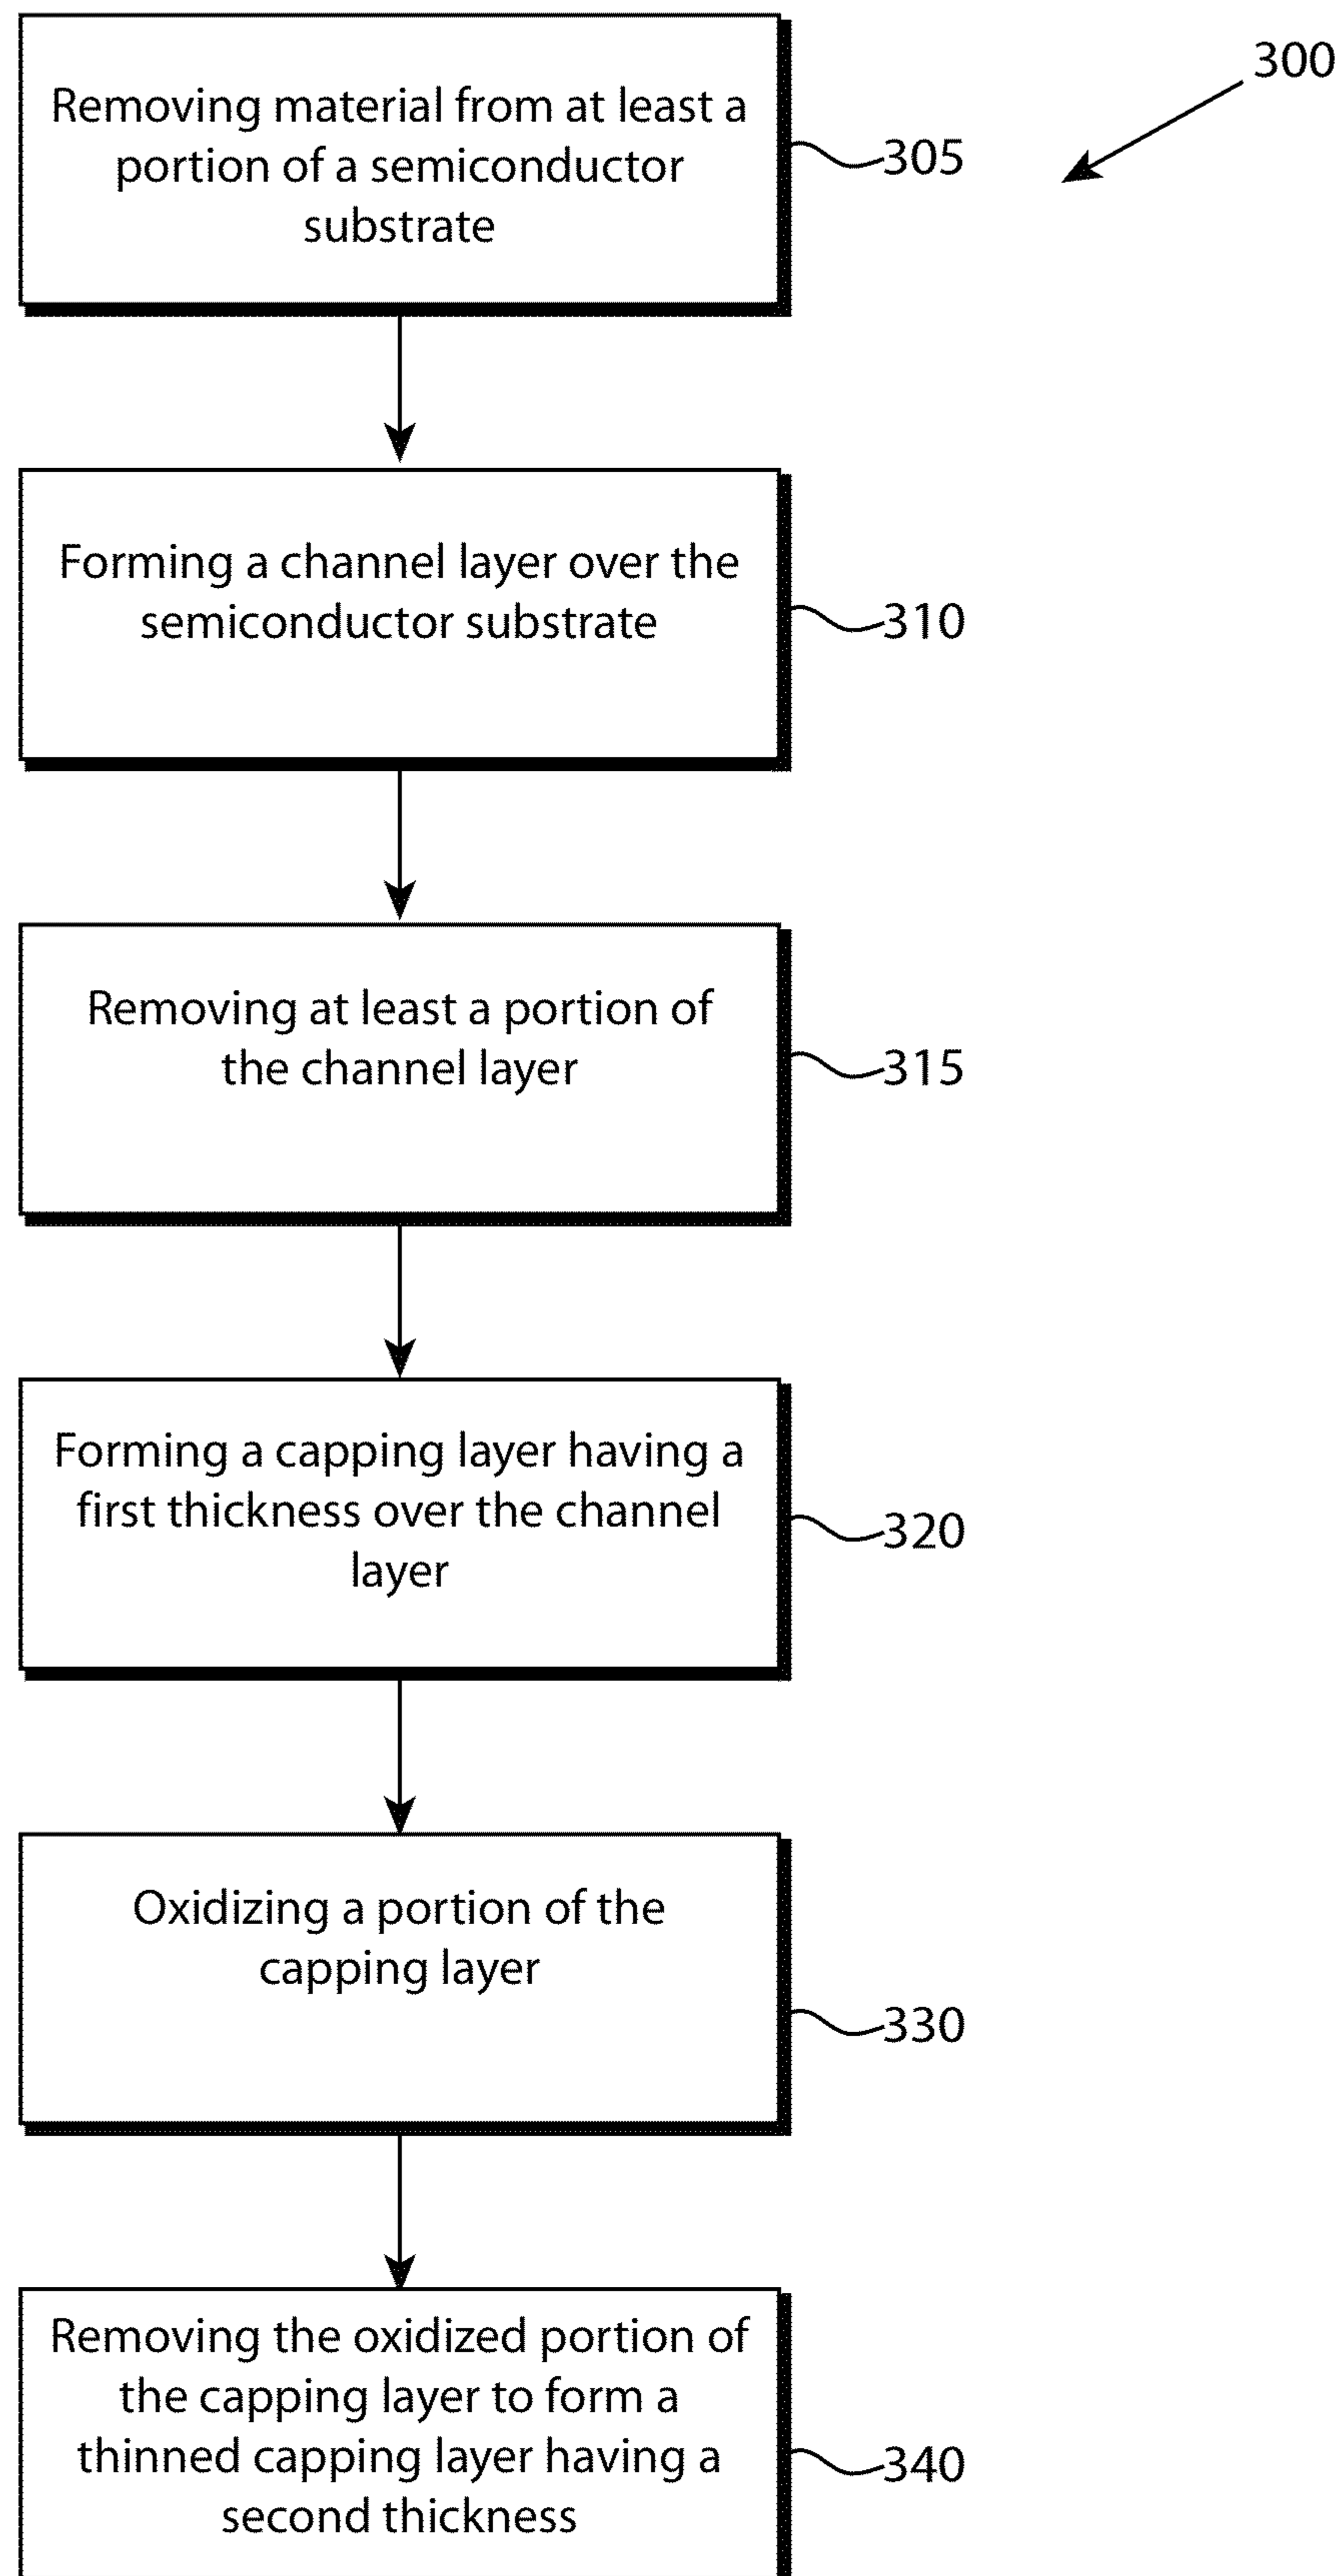 300
Removing material from at least a
portion of a semiconductor
substrate
305
Forming a channel layer over the
semiconductor substrate
310
Removing at least a portion of
the channel layer
315
Forming a capping layer having a
first thickness over the channel
layer
320
Oxidizing a portion of the
capping layer
330
Removing the oxidized portion of
the capping layer to form a
thinned capping layer having a
second thickness
340